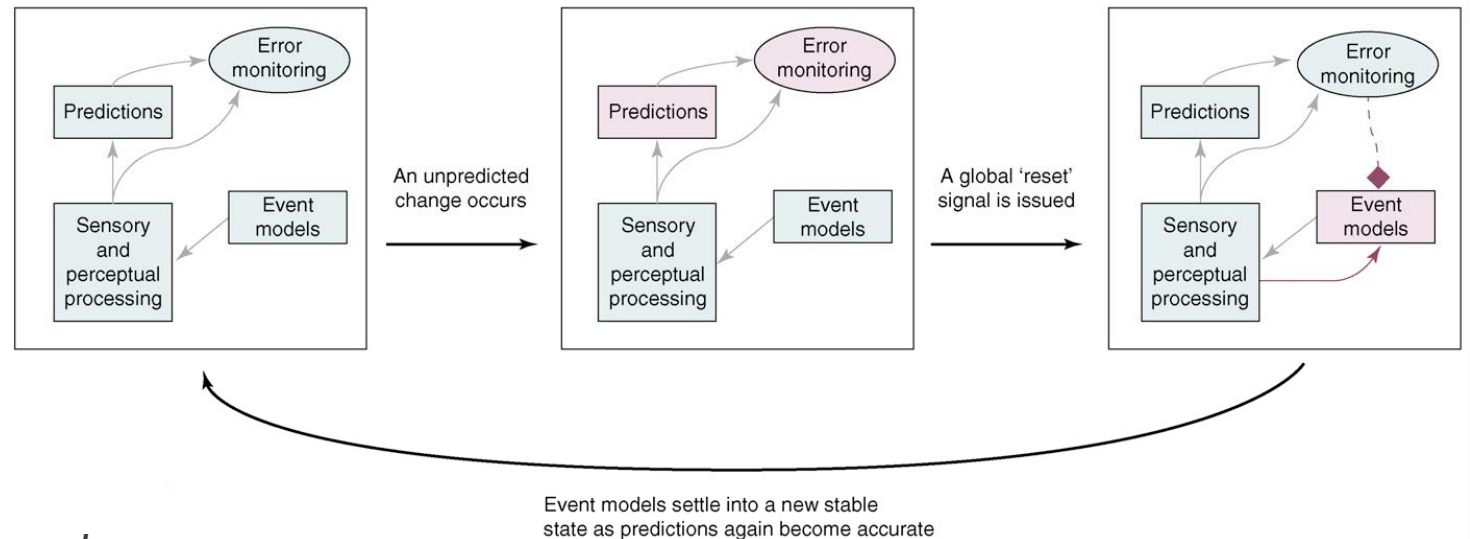 Error
monitoring
Predictions
Sensory
and
perceptual
processing
Event
models
An unpredicted
change occurs
Error
monitoring
Predictions
Sensory
and
perceptual
processing
Event
models
A global ‘reset’
signal is issued
Error
monitoring
Predictions
Sensory
and
perceptual
processing
Event
models
Event models settle into a new stable
state as predictions again become accurate